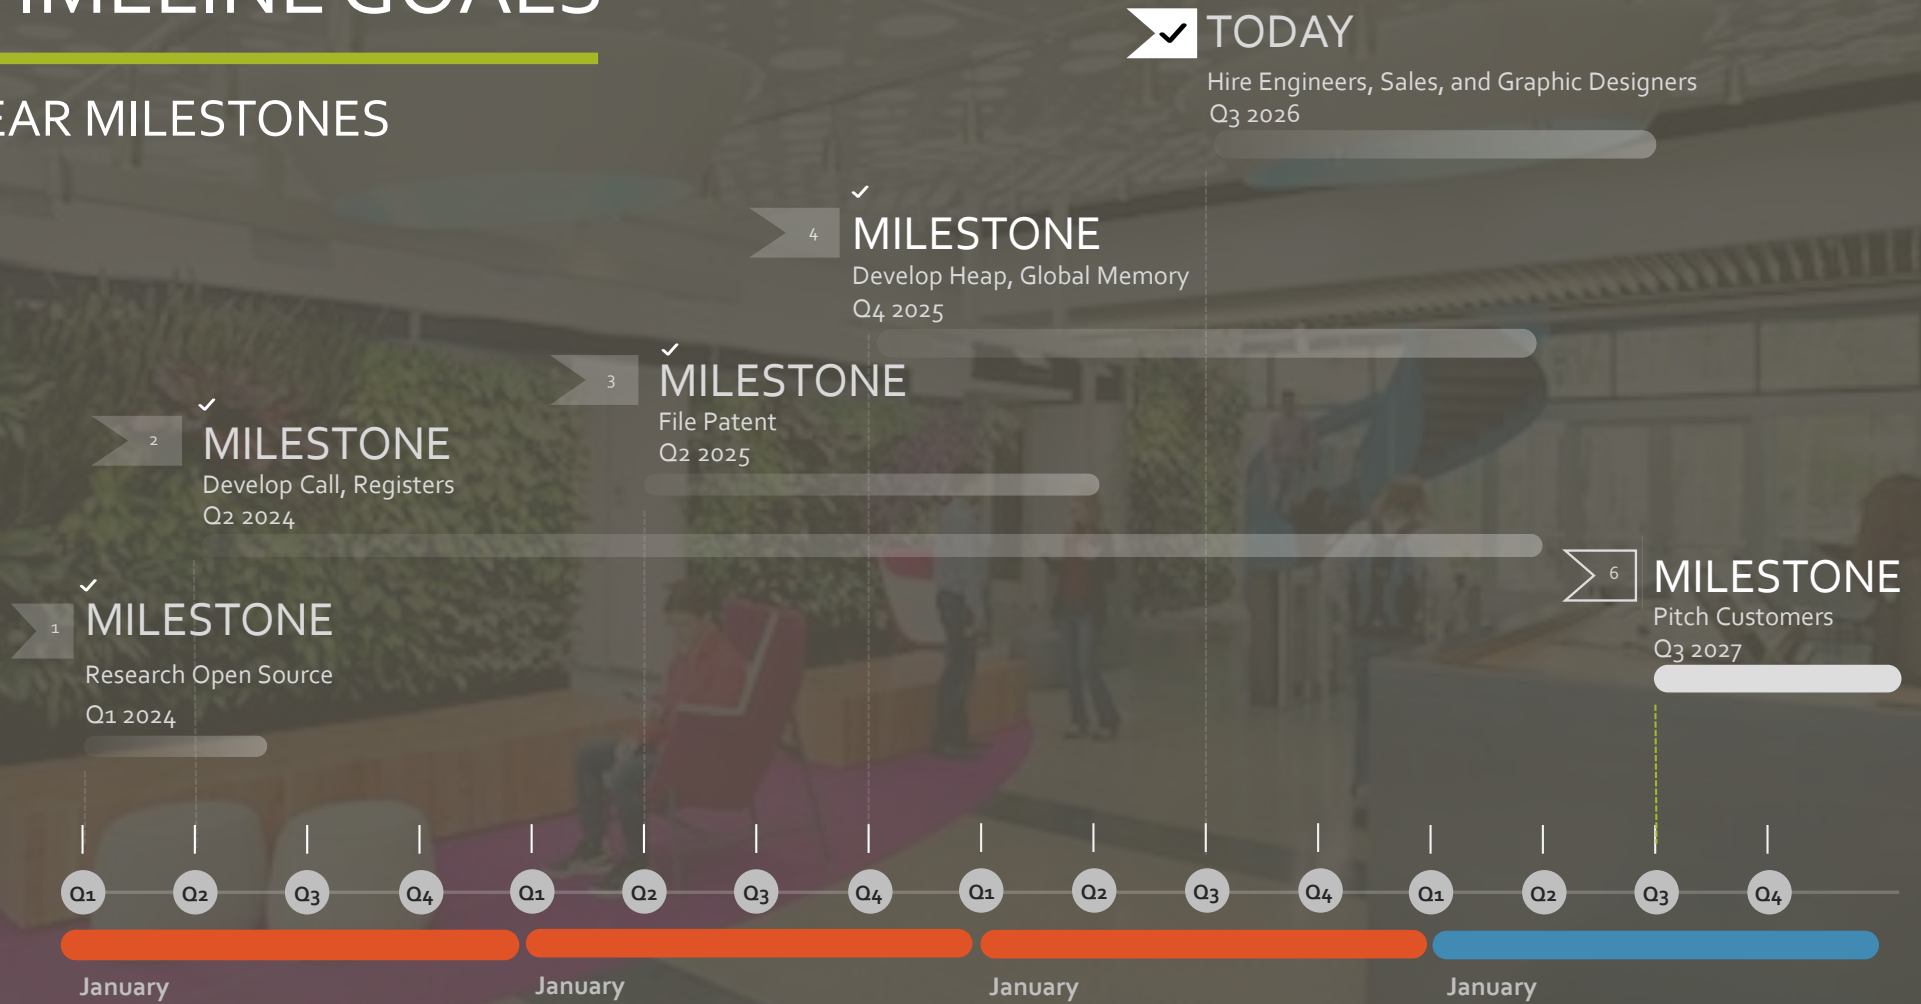 IMELINE GOALS
EAR MILESTONES
TODAY
Hire Engineers, Sales, and Graphic Designers
Q3 2026
4
MILESTONE
Develop Heap, Global Memory
Q4 2025
3
MILESTONE
File Patent
Q2 2025
2
MILESTONE
Develop Call, Registers
Q2 2024
6
MILESTONE
Pitch Customers
Q3 2027
1
MILESTONE
Research Open Source
Q1 2024
Q1 Q2 Q3 Q4 Q1 Q2 Q3 Q4 Q1 Q2 Q3 Q4 Q1 Q2 Q3 Q4
January January January January